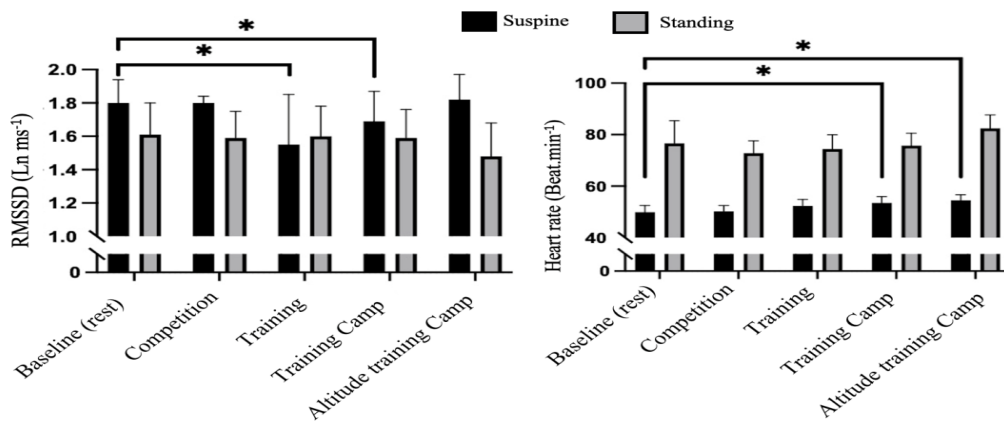 Suspine
Standing
*
*
2.0
1.8
1.6
1.4
1.2
1.0
0
RMSSD (Ln ms-1)
Baseline (rest)
Competition
Training
Training Camp
Altitude training Camp
*
*
100
80
60
40
0
Heart rate (Beat.min-1)
Baseline (rest)
Competition
Training
Training Camp
Altitude training Camp